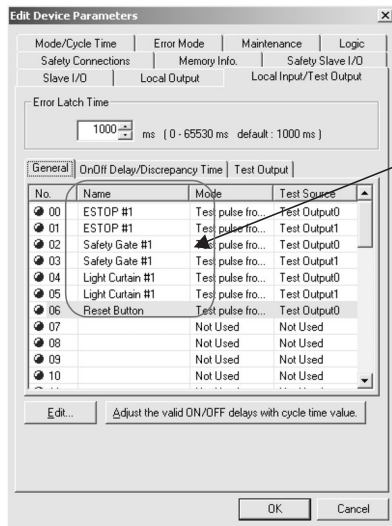 Edit Device Parameters
Mode/Cycle Time Error Mode Maintenance Logic
Safety Connections Memory Info. Safety Slave I/O
Slave I/O Local Output Local Input/Test Output
Error Latch Time
1000 ms ( 0 - 65530 ms default : 1000 ms )
General OnOff Delay/Discrepancy Time Test Output
No. Name Mode Test Source
00 ESTOP #1 Test pulse fro... Test Output0
01 ESTOP #1 Test pulse fro... Test Output1
02 Safety Gate #1 Test pulse fro... Test Output0
03 Safety Gate #1 Test pulse fro... Test Output1
04 Light Curtain #1 Test pulse fro... Test Output0
05 Light Curtain #1 Test pulse fro... Test Output1
06 Reset Button Test pulse fro... Test Output0
07 Not Used Not Used
08 Not Used Not Used
09 Not Used Not Used
10 Not Used Not Used
Edit... Adjust the valid ON/OFF delays with cycle time value.
OK Cancel